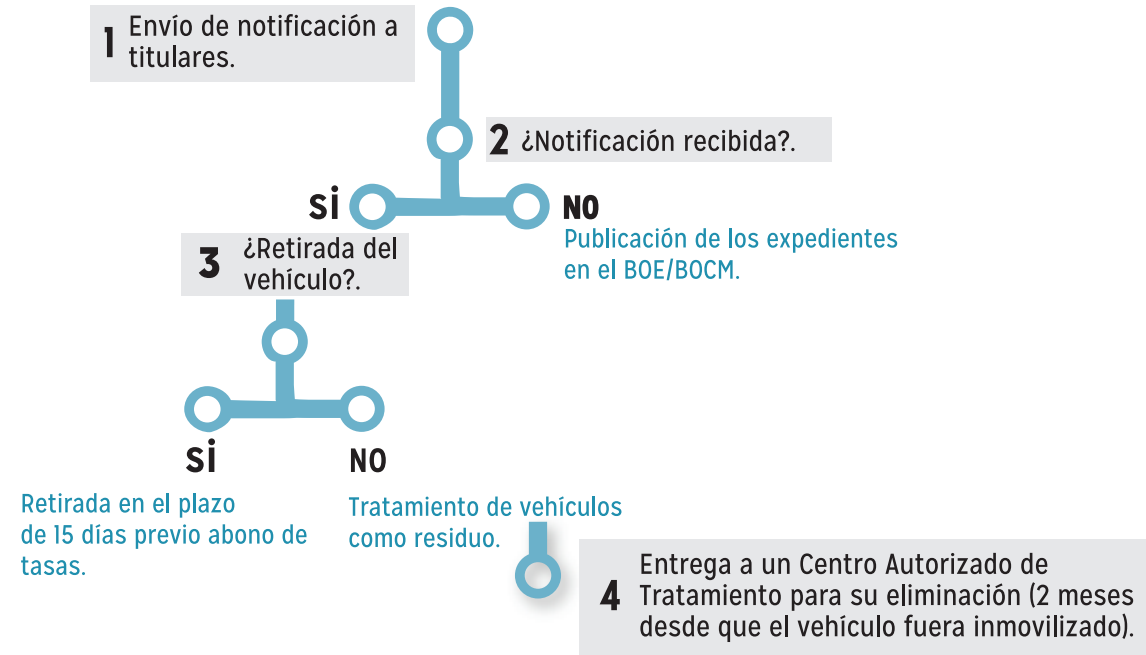 1 Envío de notificación a
titulares.
2 ¿Notificación recibida?.
SÍ
NO
Publicación de los expedientes
en el BOE/BOCM.
3 ¿Retirada del
vehículo?.
SÍ
NO
Retirada en el plazo
de 15 días previo abono de
tasas.
Tratamiento de vehículos
como residuo.
4 Entrega a un Centro Autorizado de
Tratamiento para su eliminación (2 meses
desde que el vehículo fuera inmovilizado).